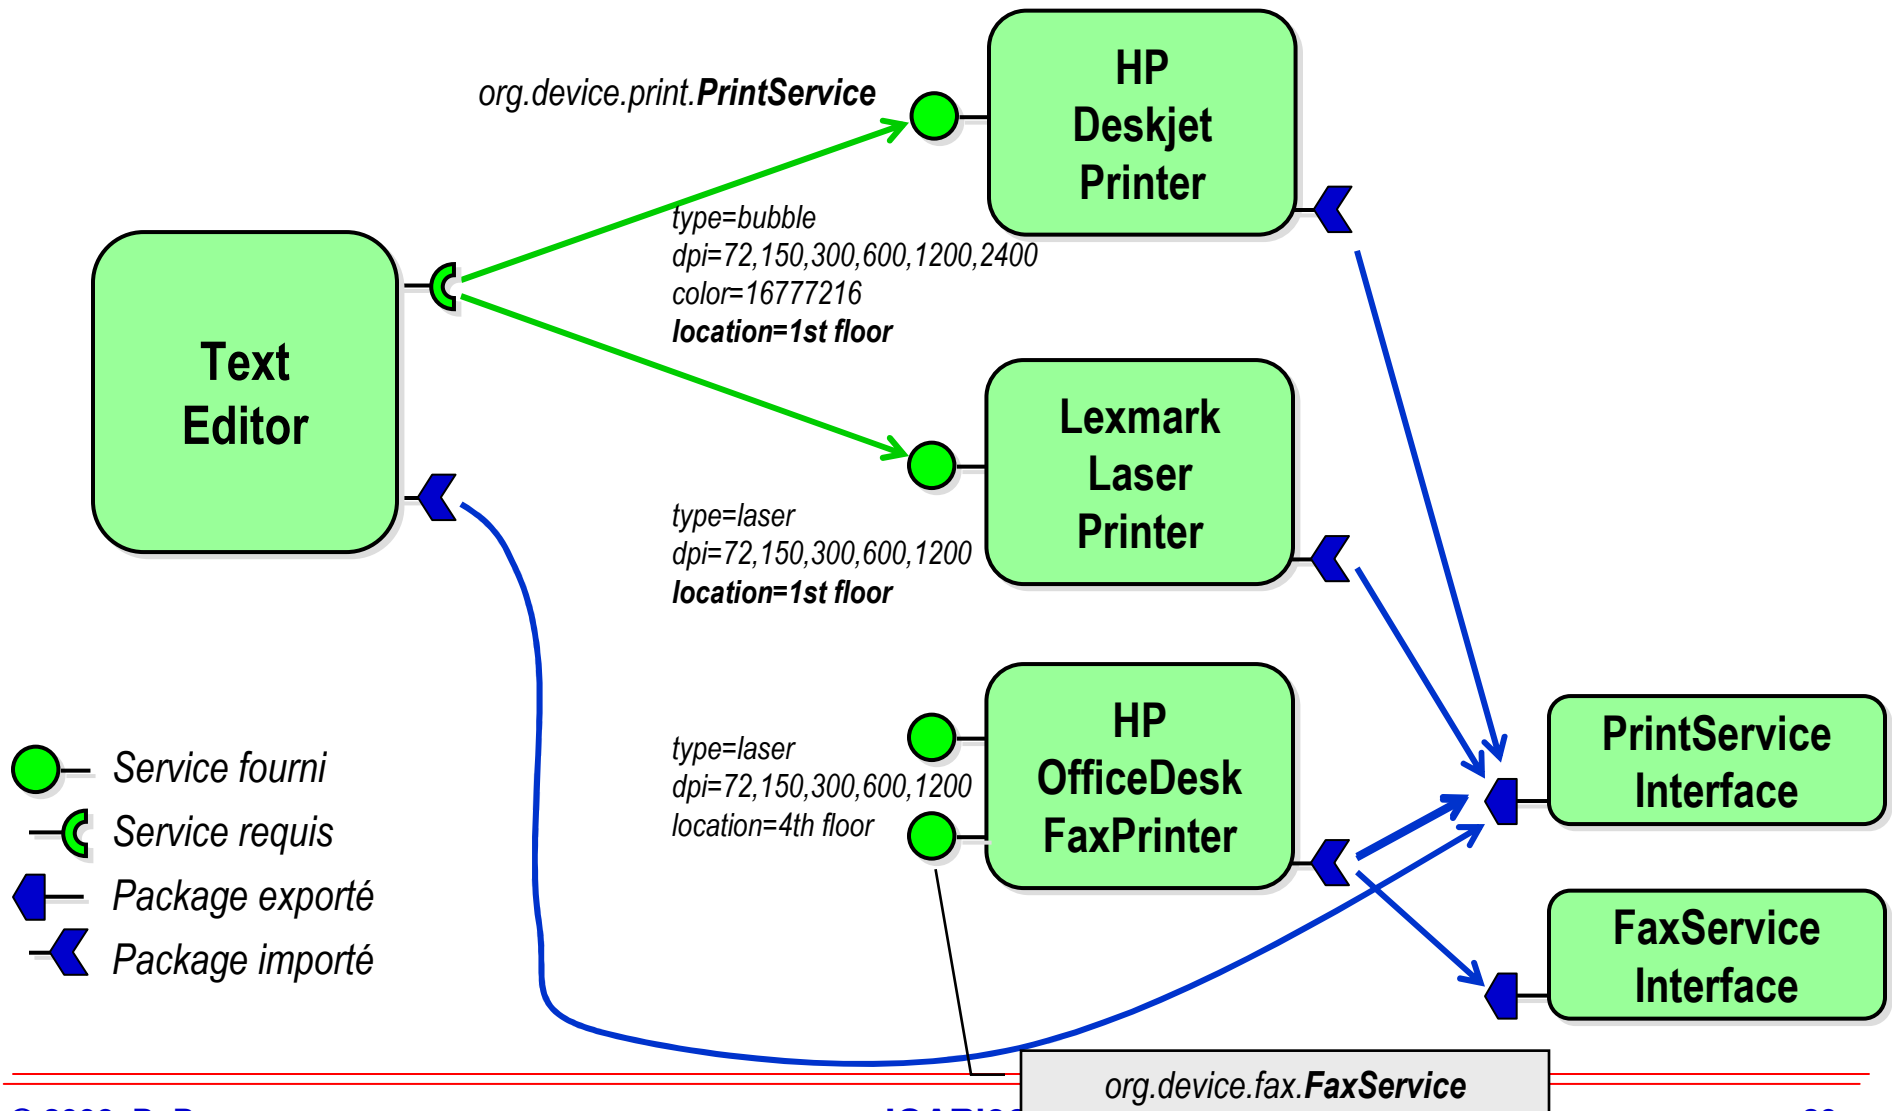 org.device.print.PrintService
HP
Deskjet
Printer
type=bubble
dpi=72,150,300,600,1200,2400
color=16777216
location=1st floor
Text
Editor
Lexmark
Laser
Printer
type=laser
dpi=72,150,300,600,1200
location=1st floor
HP
OfficeDesk
FaxPrinter
type=laser
dpi=72,150,300,600,1200
location=4th floor
PrintService
Interface
FaxService
Interface
Service fourni
Service requis
Package exporté
Package importé
org.device.fax.FaxService